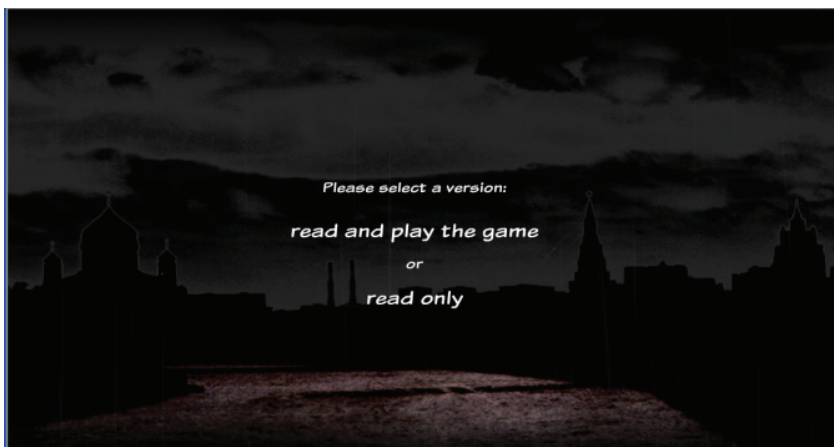 Please select a version:
read and play the game
or
read only